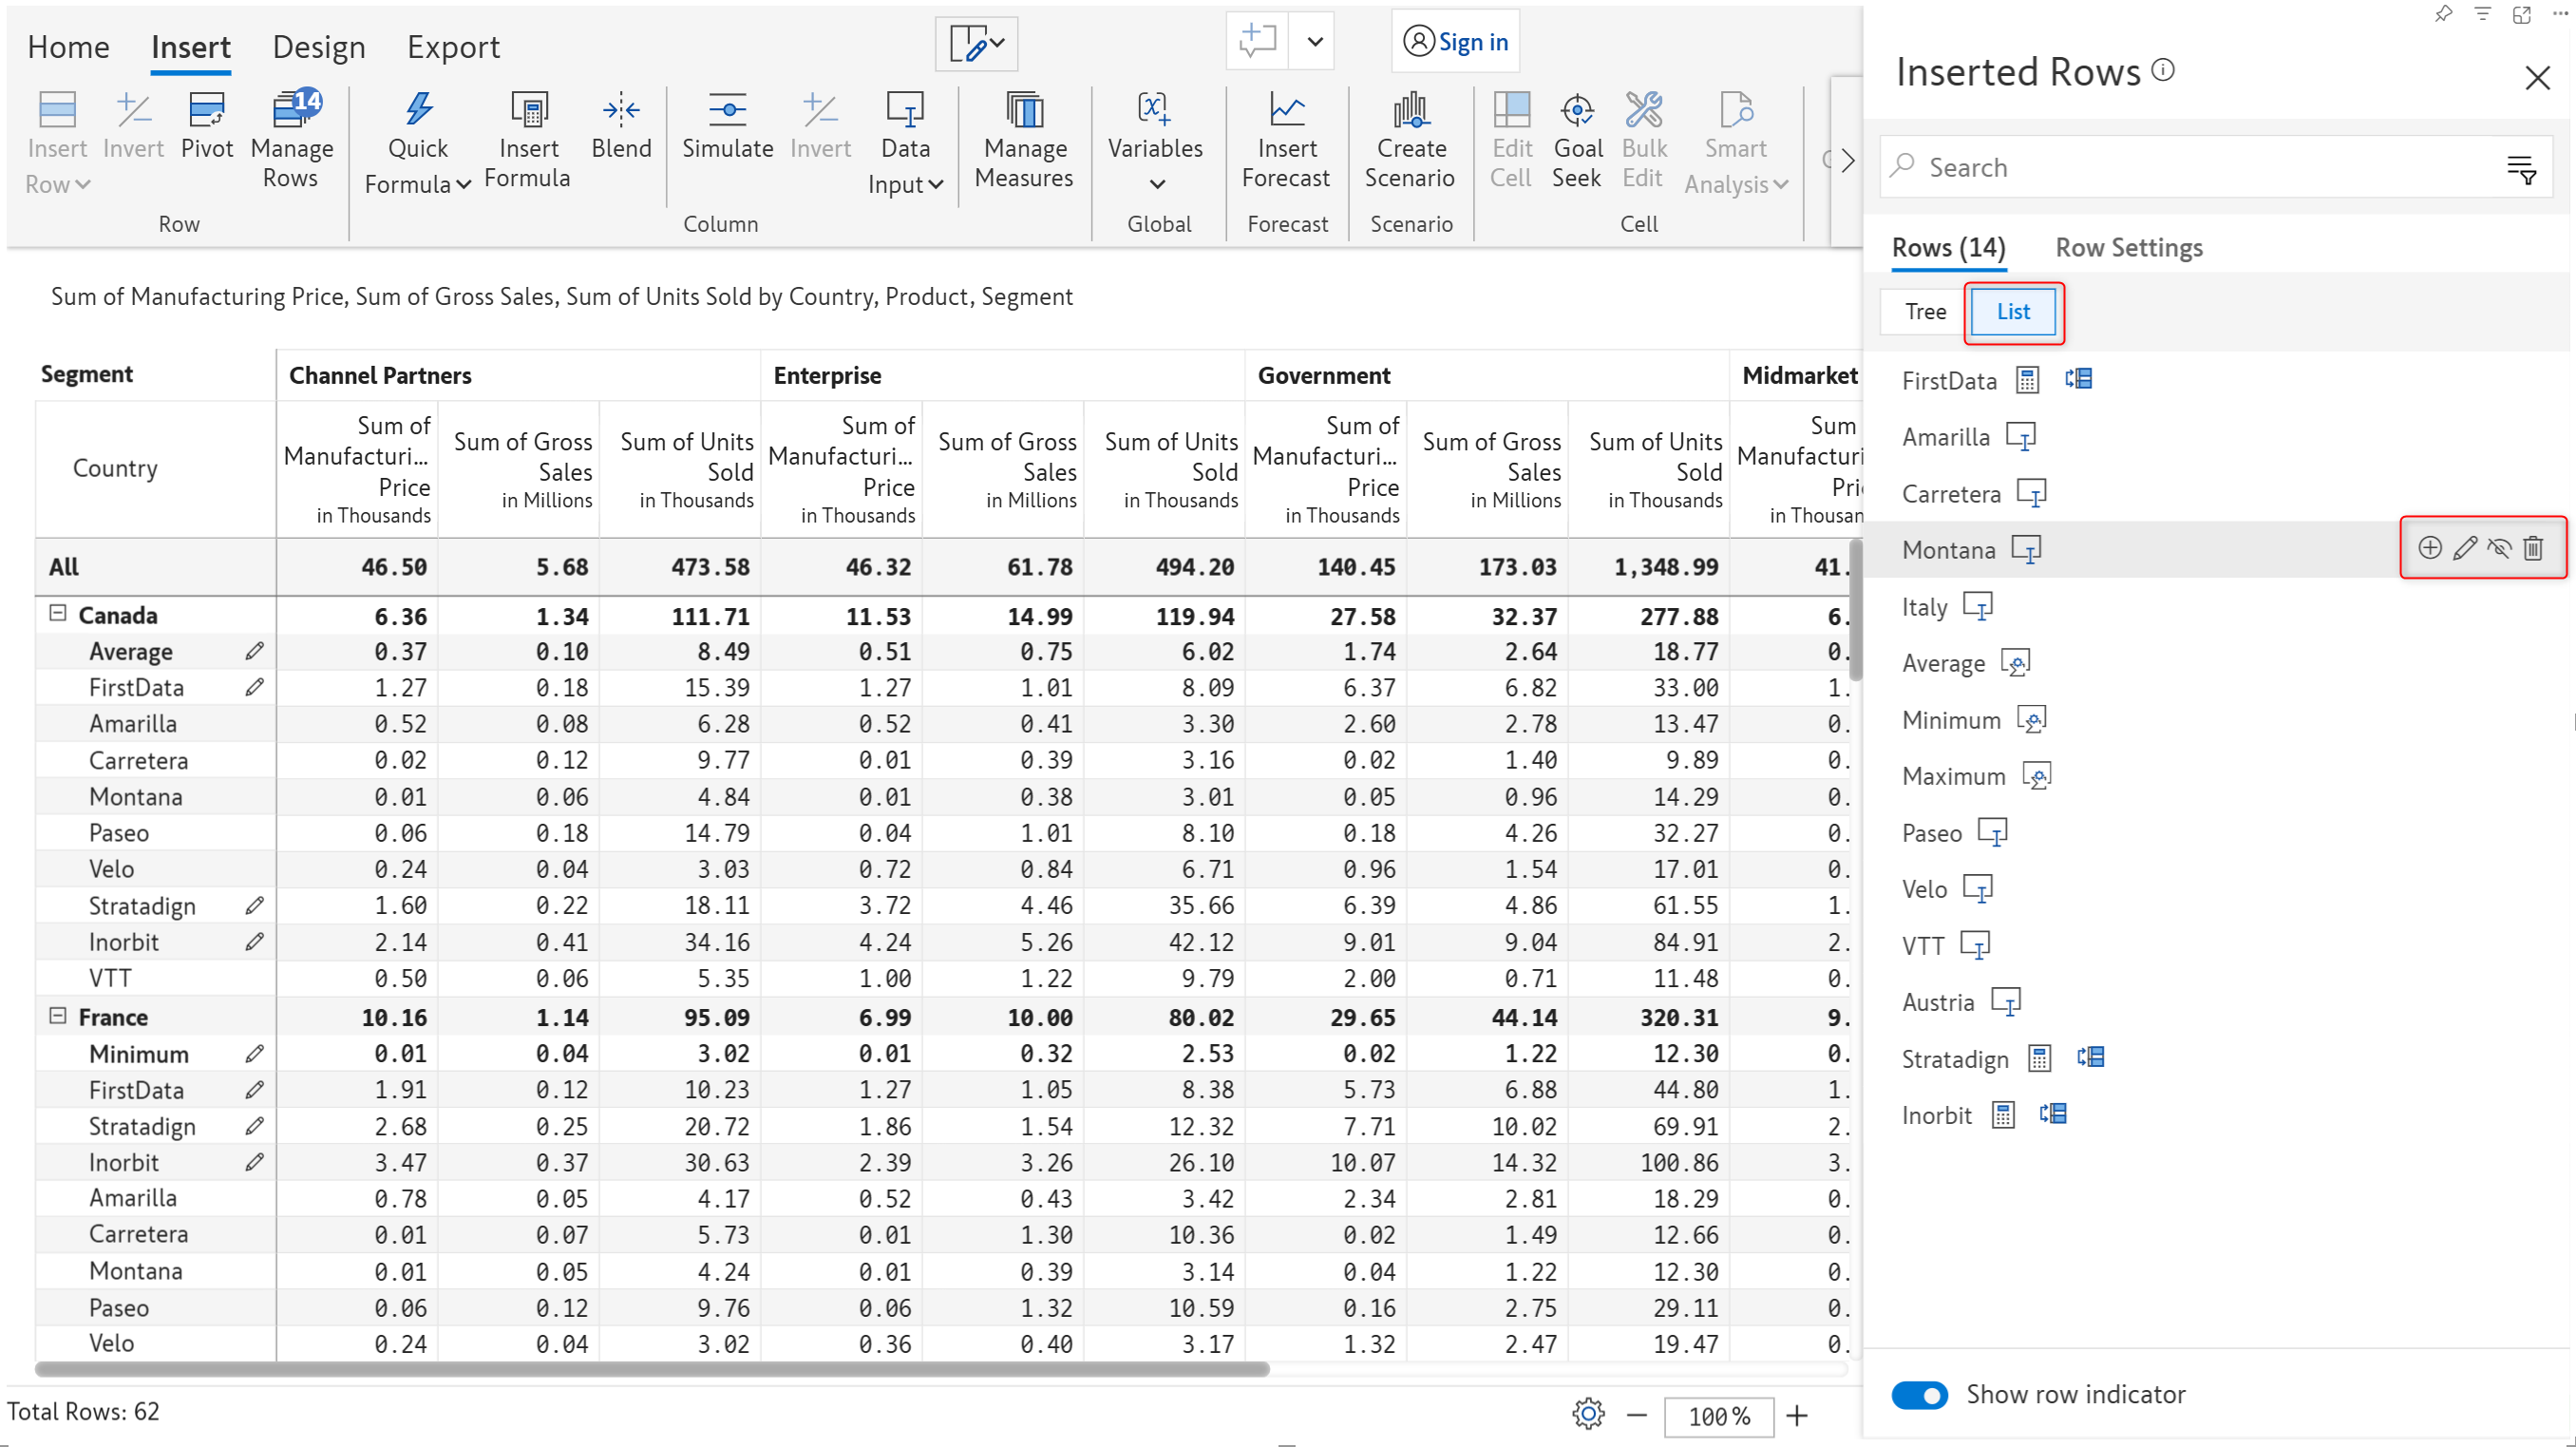 Home Insert Design Export Sign in
Insert Row Invert Pivot 14 Manage Rows Quick Formula Insert Formula Blend Simulate Invert Data Input Manage Measures Variables Insert Forecast Create Scenario Edit Cell Goal Seek Bulk Edit Smart Analysis
Row Column Global Forecast Scenario Cell
Sum of Manufacturing Price, Sum of Gross Sales, Sum of Units Sold by Country, Product, Segment
Segment Channel Partners Enterprise Government Midmarket
Country
Sum of Manufacturi... Price in Thousands
Sum of Gross Sales in Millions
Sum of Units Sold in Thousands
Sum of Manufacturi... Price in Thousands
Sum of Gross Sales in Millions
Sum of Units Sold in Thousands
Sum of Manufacturi... Price in Thousands
Sum of Gross Sales in Millions
Sum of Units Sold in Thousands
Sum
Manufacturi
in Thousan
All 46.50 5.68 473.58 46.32 61.78 494.20 140.45 173.03 1,348.99 41.
Canada 6.36 1.34 111.71 11.53 14.99 119.94 27.58 32.37 277.88 6.
Average 0.37 0.10 8.49 0.51 0.75 6.02 1.74 2.64 18.77 0.
FirstData 1.27 0.18 15.39 1.27 1.01 8.09 6.37 6.82 33.00 1.
Amarilla 0.52 0.08 6.28 0.52 0.41 3.30 2.60 2.78 13.47 0.
Carretera 0.02 0.12 9.77 0.01 0.39 3.16 0.02 1.40 9.89 0.
Montana 0.01 0.06 4.84 0.01 0.38 3.01 0.05 0.96 14.29 0.
Paseo 0.06 0.18 14.79 0.04 1.01 8.10 0.18 4.26 32.27 0.
Velo 0.24 0.04 3.03 0.72 0.84 6.71 0.96 1.54 17.01 0.
Stratadign 1.60 0.22 18.11 3.72 4.46 35.66 6.39 4.86 61.55 1.
Inorbit 2.14 0.41 34.16 4.24 5.26 42.12 9.01 9.04 84.91 2.
VTT 0.50 0.06 5.35 1.00 1.22 9.79 2.00 0.71 11.48 0.
France 10.16 1.14 95.09 6.99 10.00 80.02 29.65 44.14 320.31 9.
Minimum 0.01 0.04 3.02 0.01 0.32 2.53 0.02 1.22 12.30 0.
FirstData 1.91 0.12 10.23 1.27 1.05 8.38 5.73 6.88 44.80 1.
Stratadign 2.68 0.25 20.72 1.86 1.54 12.32 7.71 10.02 69.91 2.
Inorbit 3.47 0.37 30.63 2.39 3.26 26.10 10.07 14.32 100.86 3.
Amarilla 0.78 0.05 4.17 0.52 0.43 3.42 2.34 2.81 18.29 0.
Carretera 0.01 0.07 5.73 0.01 1.30 10.36 0.02 1.49 12.66 0.
Montana 0.01 0.05 4.24 0.01 0.39 3.14 0.04 1.22 12.30 0.
Paseo 0.06 0.12 9.76 0.06 1.32 10.59 0.16 2.75 29.11 0.
Velo 0.24 0.04 3.02 0.36 0.40 3.17 1.32 2.47 19.47 0.
Total Rows: 62
100%
Inserted Rows
Search
Rows (14) Row Settings
Tree List
FirstData
Amarilla
Carretera
Montana
Italy
Average
Minimum
Maximum
Paseo
Velo
VTT
Austria
Stratadign
Inorbit
Show row indicator